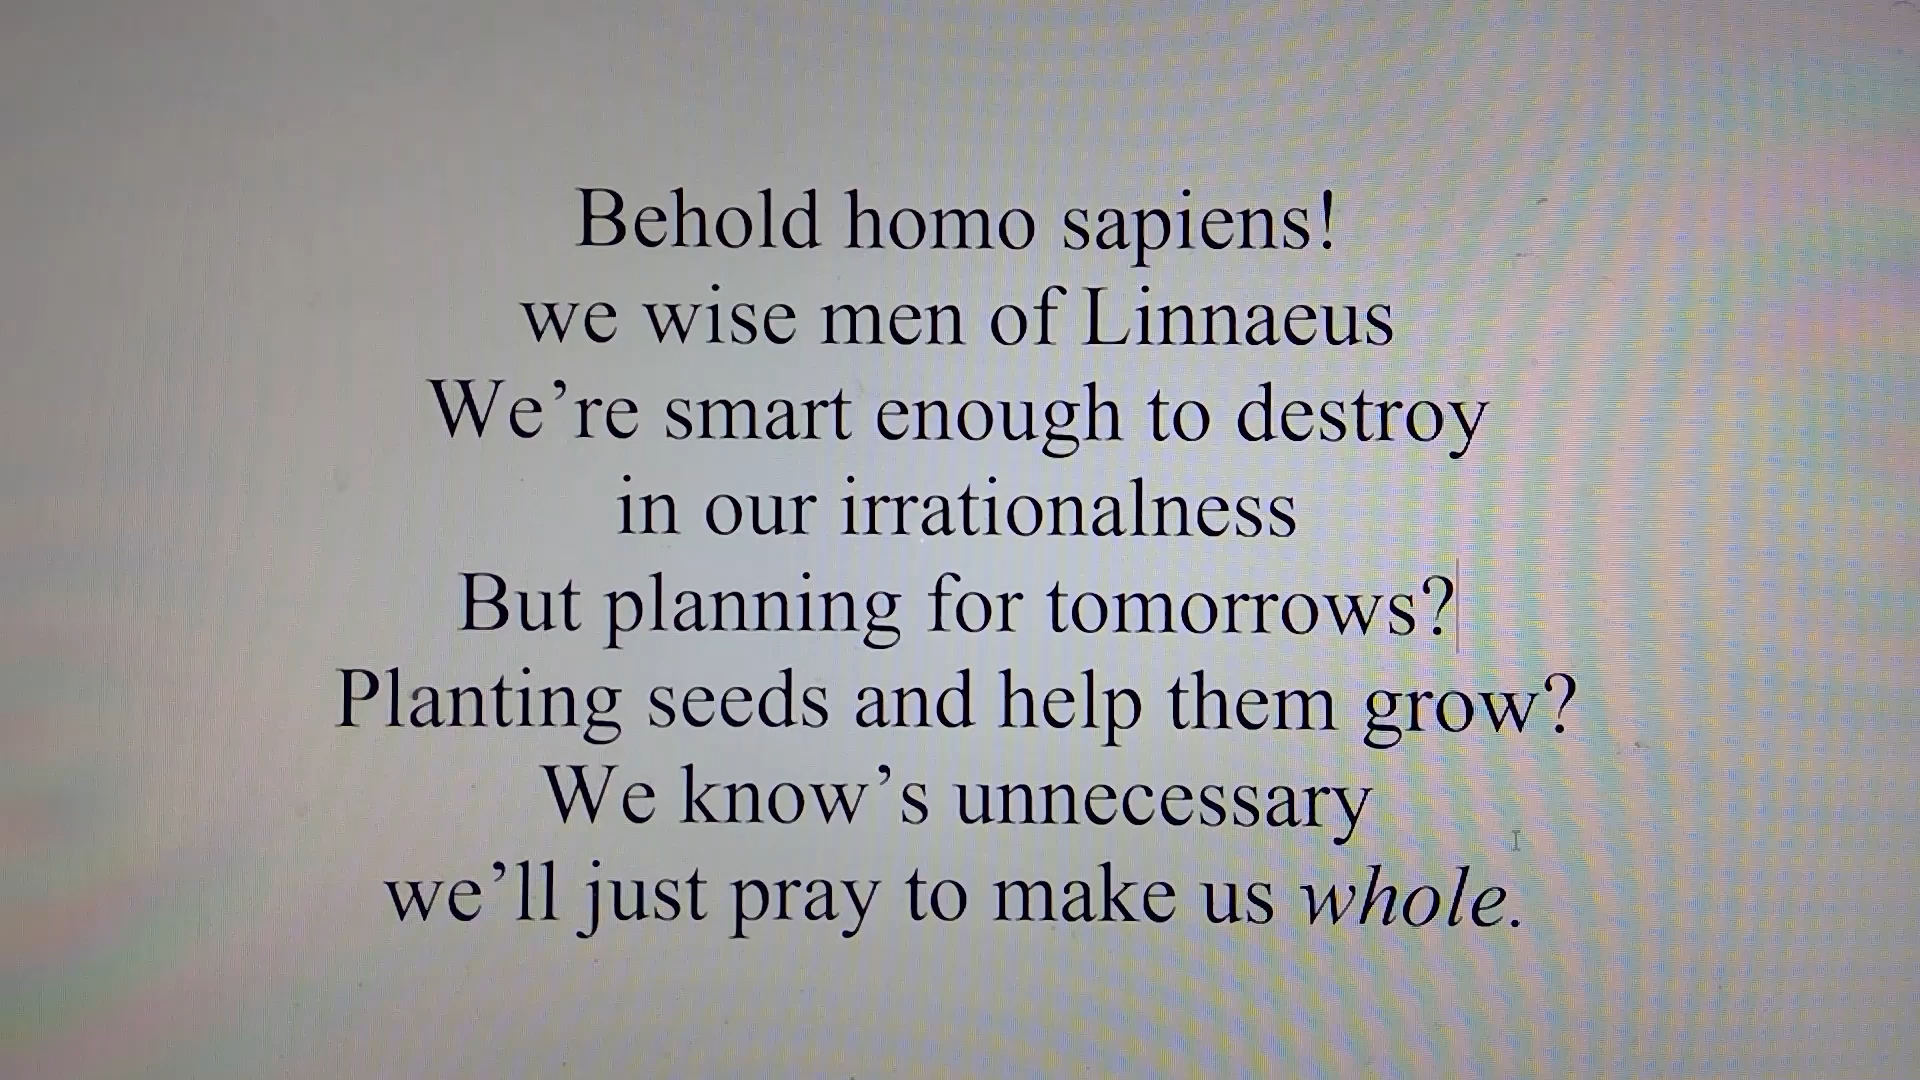 Behold homo sapiens!
we wise men of Linnaeus
We’re smart enough to destroy
in our irrationalness
But planning for tomorrows?
Planting seeds and help them grow?
We know’s unnecessary
we’ll just pray to make us whole.